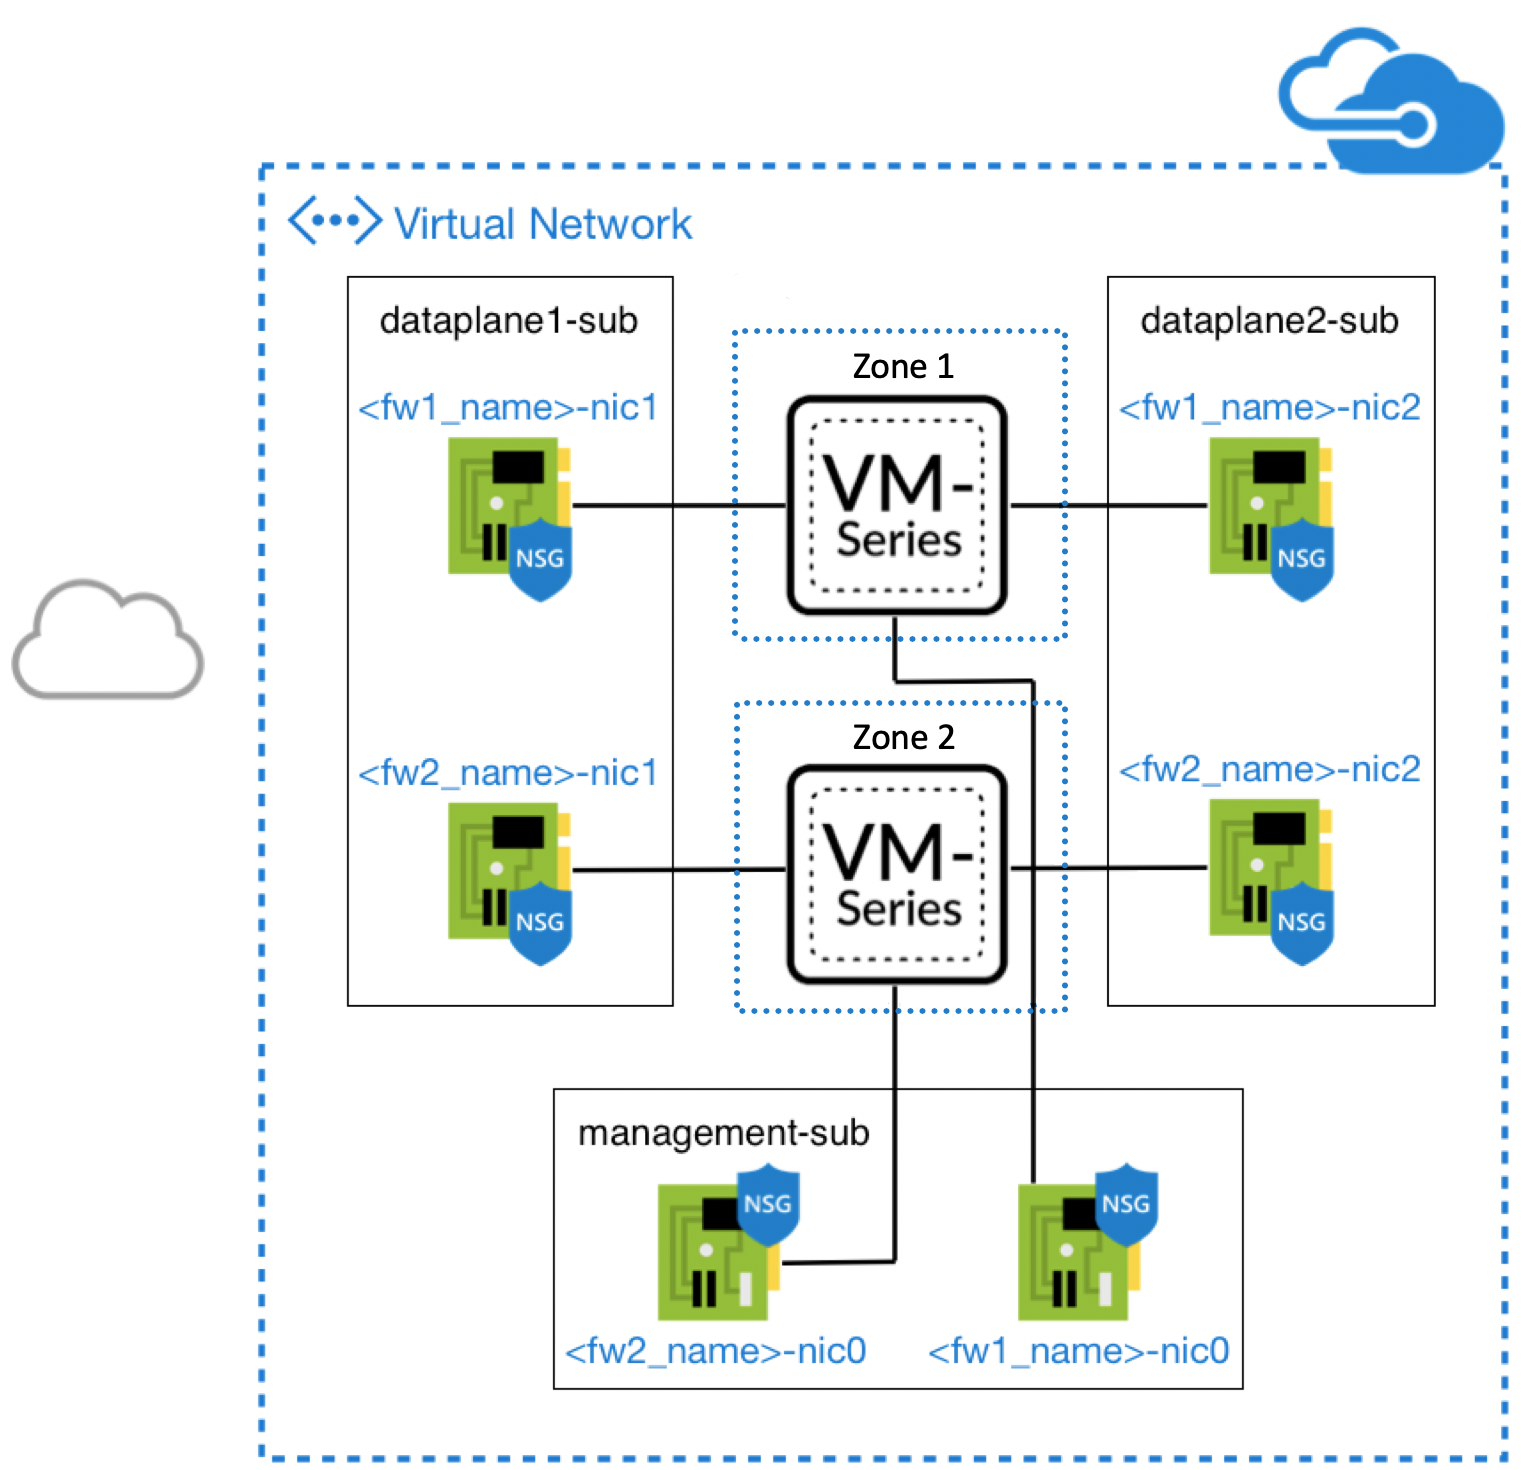 Virtual Network
dataplane1-sub
<fw1_name>-nic1
NSG
<fw2_name>-nic1
NSG
Zone 1
VM-
Series
Zone 2
VM-
Series
dataplane2-sub
<fw1_name>-nic2
NSG
<fw2_name>-nic2
NSG
management-sub
NSG
NSG
<fw2_name>-nic0
<fw1_name>-nic0